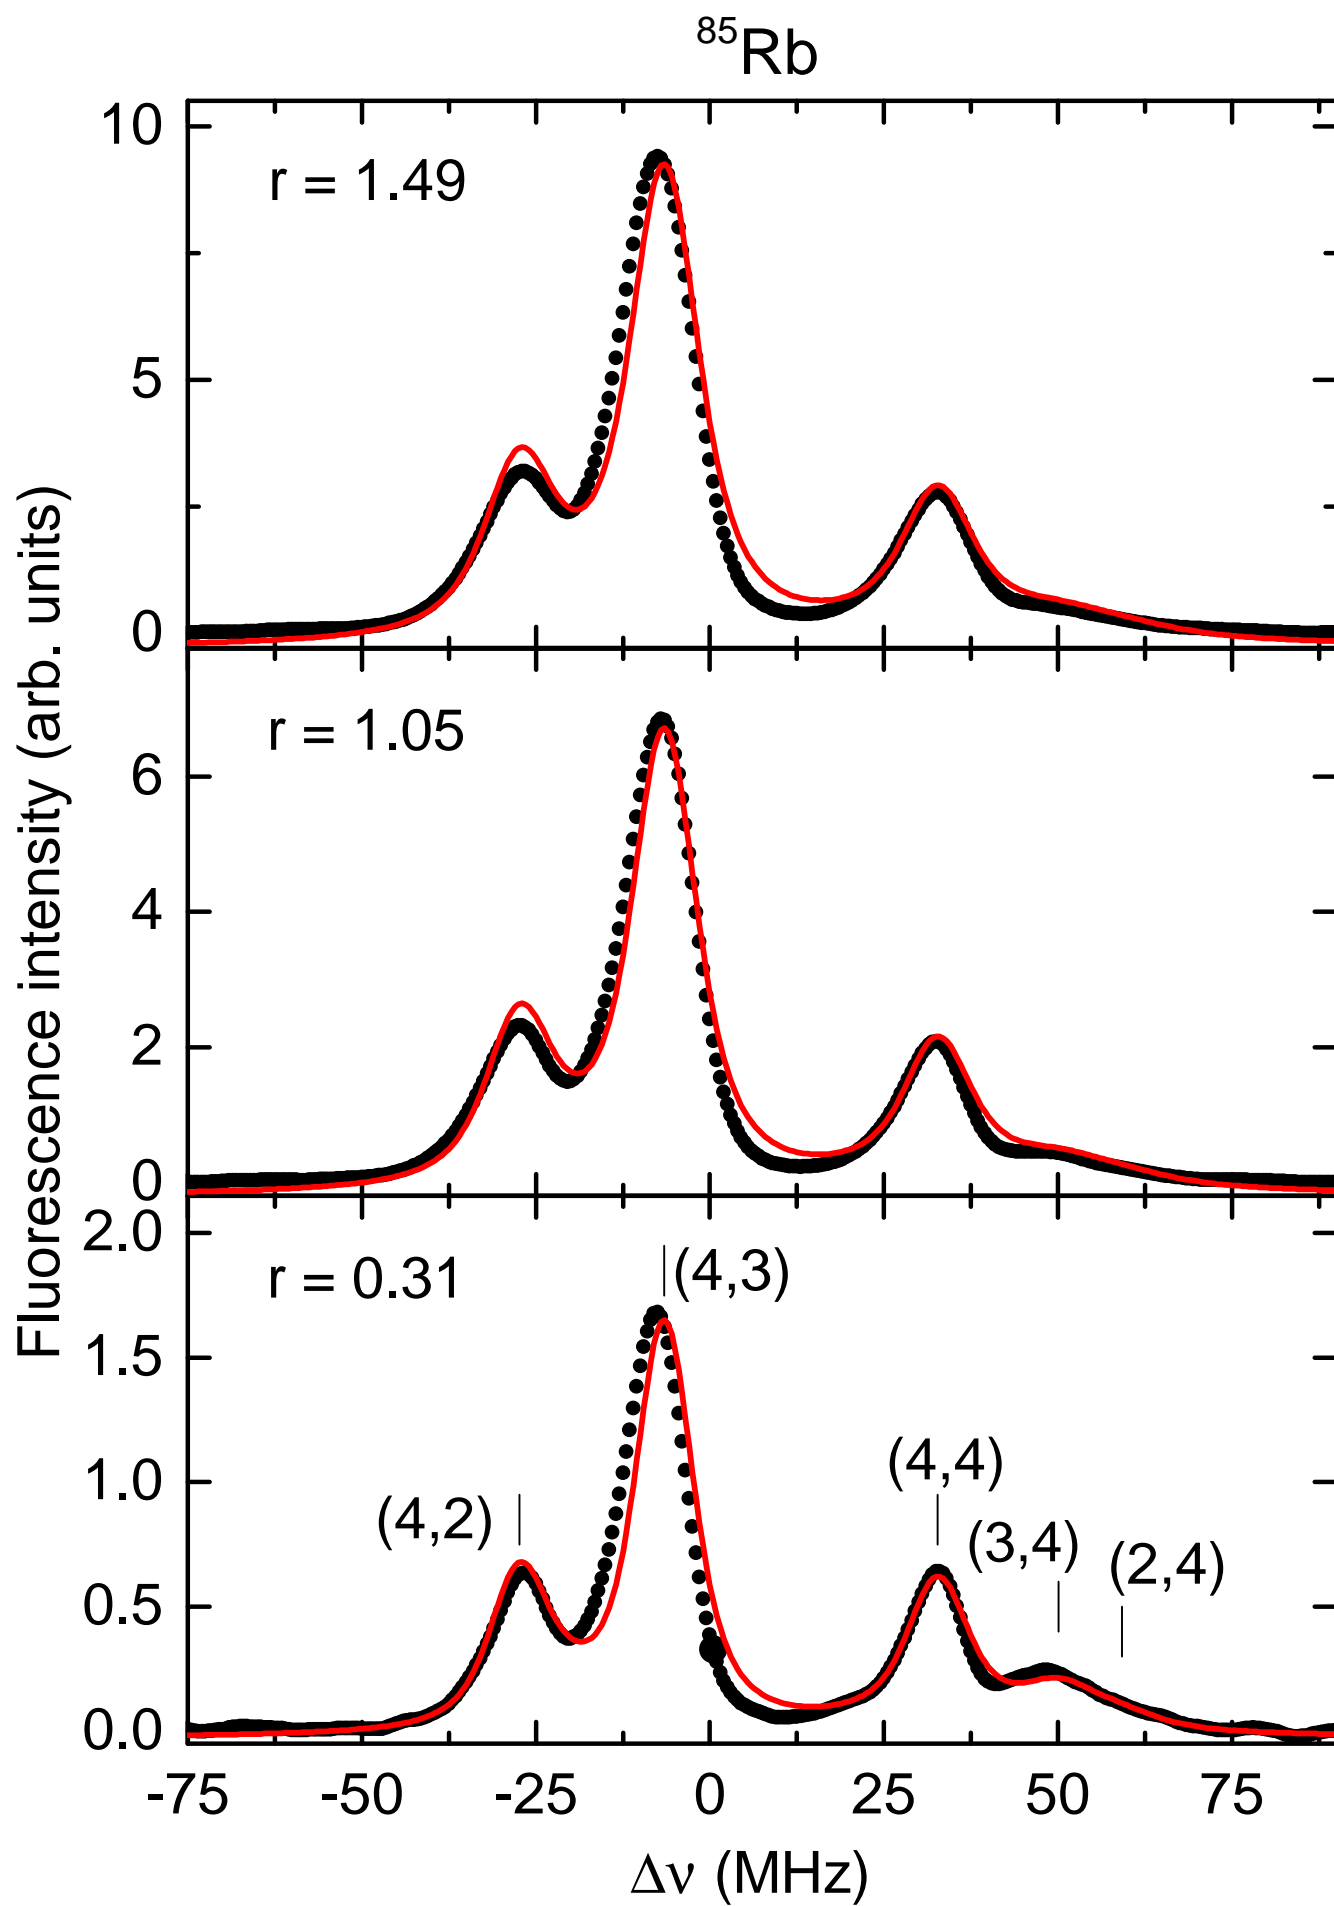 ⁸⁵Rb
Fluorescence intensity (arb. units)
10
5
0
r = 1.49
6
4
2
0
r = 1.05
2.0
1.5
1.0
0.5
0.0
r = 0.31
(4,3)
(4,2)
(4,4)
(3,4)
(2,4)
-75 -50 -25 0 25 50 75
Δν (MHz)